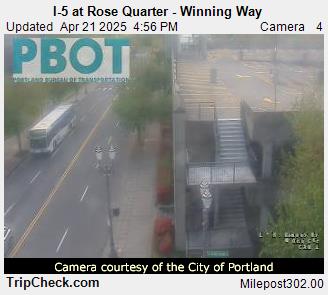 I-5 at Rose Quarter - Winning Way
Updated Apr 21 2025 4:56 PM Camera 4
PBOT
PORTLAND BUREAU OF TRANSPORTATION
Camera courtesy of the City of Portland
TripCheck.com Milepost302.00